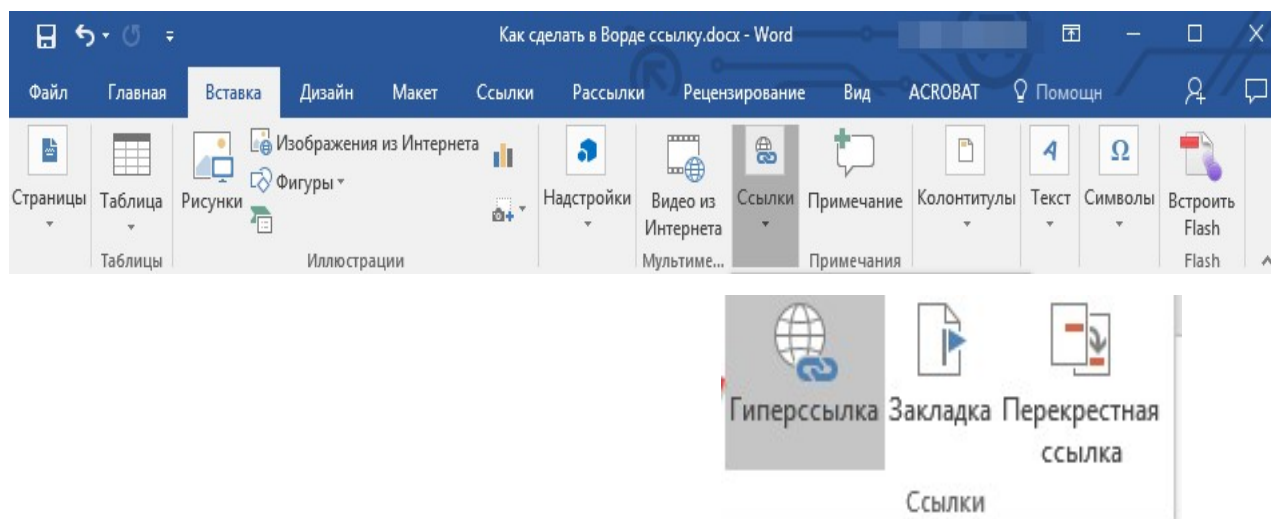 Как сделать в Ворде ссылку.docx - Word
Файл Главная Вставка Дизайн Макет Ссылки Рассылки Рецензирование Вид ACROBAT Помощн
Страницы Таблица Рисунки Изображения из Интернета Фигуры Надстройки Видео из Интернета Ссылки Примечание Колонтитулы Текст Символы Встроить Flash
Таблицы Иллюстрации Мультиме... Примечания Flash
Гиперссылка Закладка Перекрестная
ссылка
Ссылки